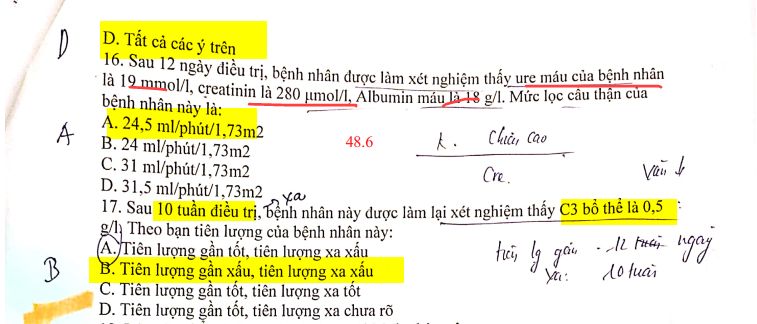 D
D. Tất cả các ý trên
16. Sau 12 ngày điều trị, bệnh nhân được làm xét nghiệm thấy ure máu của bệnh nhân
là 19 mmol/l, creatinin là 280 µmol/l, Albumin máu là 18 g/l. Mức lọc cầu thận của
bệnh nhân này là:
A
A. 24,5 ml/phút/1,73m2
B. 24 ml/phút/1,73m2
C. 31 ml/phút/1,73m2
D. 31,5 ml/phút/1,73m2
48.6
k. Chiều cao
Cre.
Vẫn ↓
xa
17. Sau 10 tuần điều trị, bệnh nhân này được làm lại xét nghiệm thấy C3 bổ thể là 0,5
g/l. Theo bạn tiên lượng của bệnh nhân này:
A. Tiên lượng gần tốt, tiên lượng xa xấu
B
B. Tiên lượng gần xấu, tiên lượng xa xấu
C. Tiên lượng gần tốt, tiên lượng xa tốt
D. Tiên lượng gần tốt, tiên lượng xa chưa rõ
lg gần ngày
xa: 10 tuần